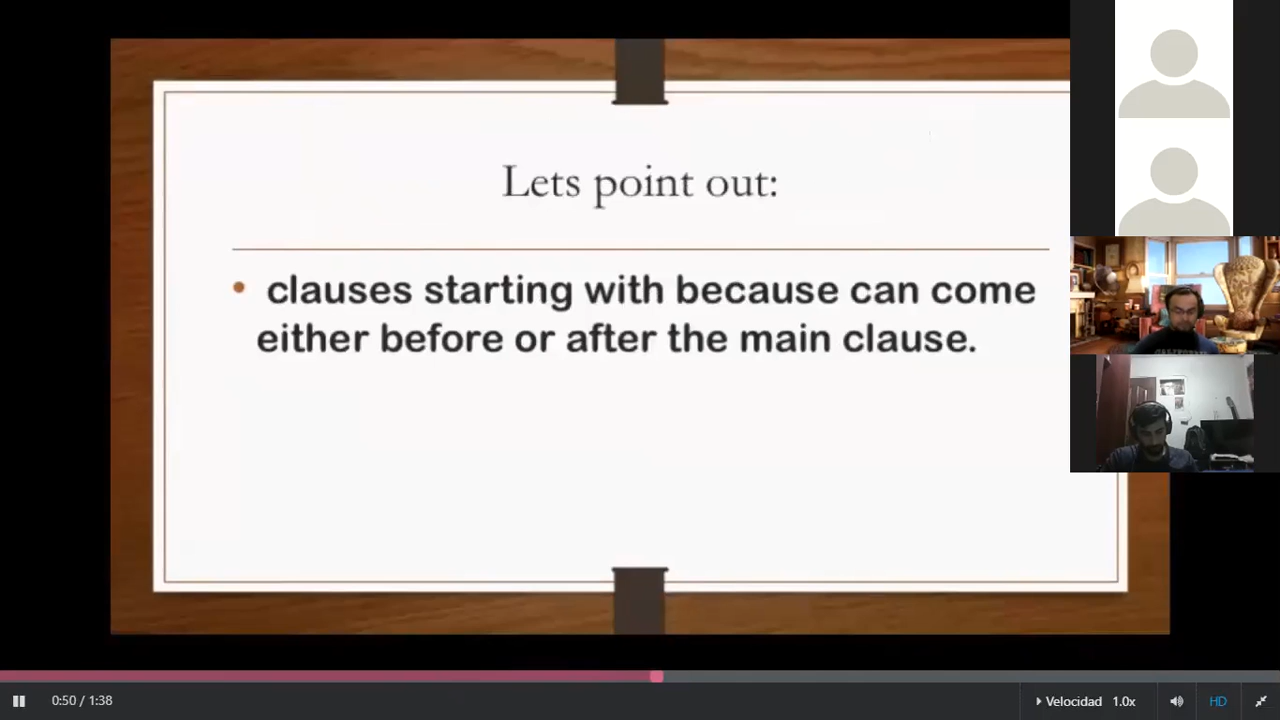 Lets point out:
• clauses starting with because can come
either before or after the main clause.
0:50 / 1:38
Velocidad 1.0x
HD